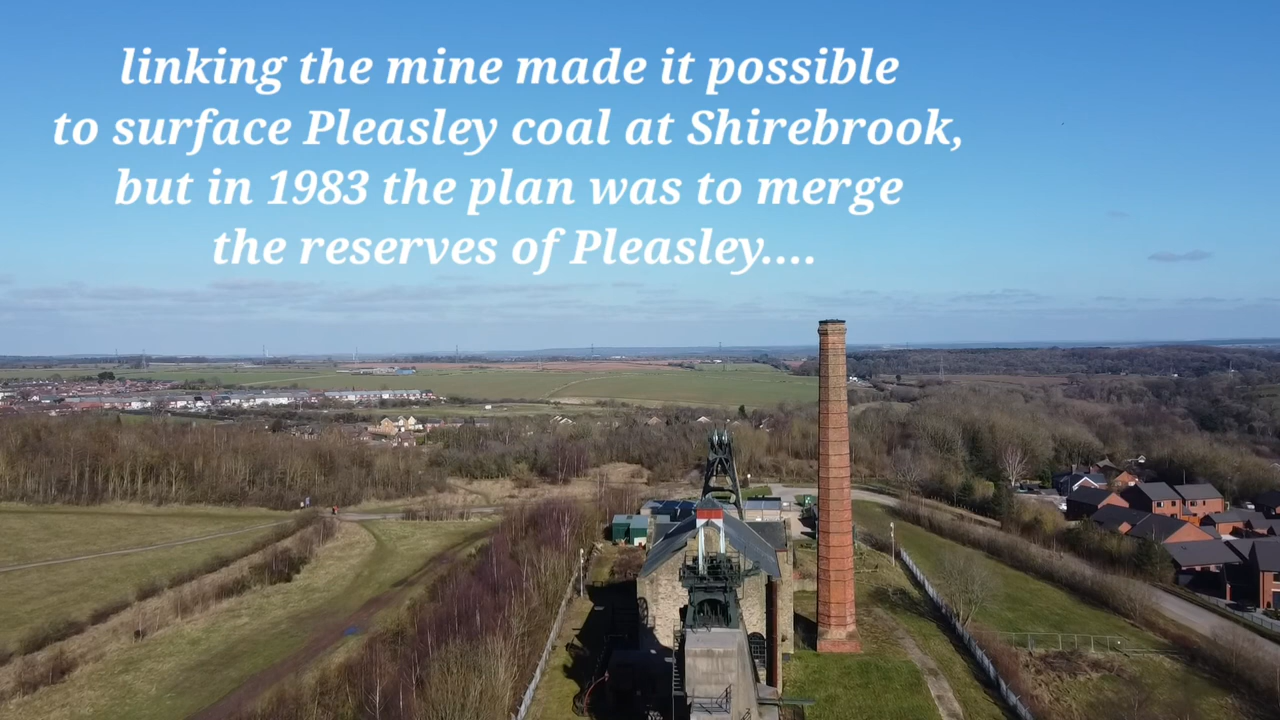 linking the mine made it possible
to surface Pleasley coal at Shirebrook,
but in 1983 the plan was to merge
the reserves of Pleasley....